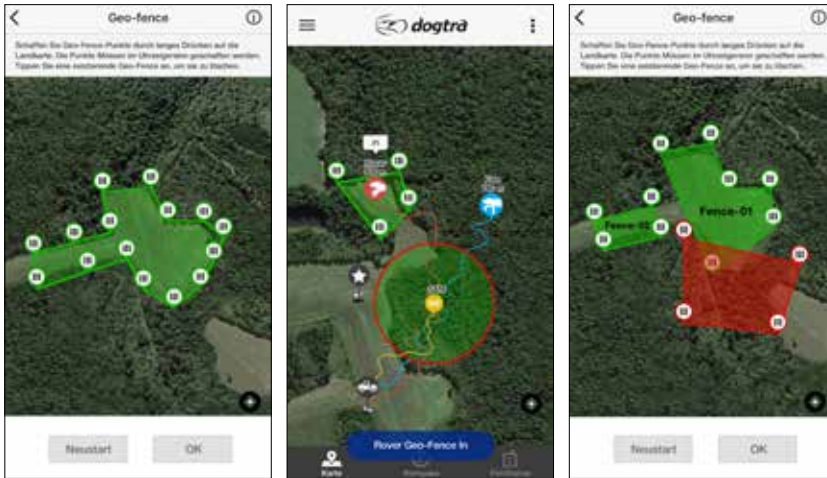 Geo-fence
Schaffen Sie Geo-Fence-Punkte durch langes Drücken auf die
Landkarte. Die Punkte Müssen im Uhrzeigersinn geschaffen werden.
Tippen Sie eine existierende Geo-Fence an, um sie zu löschen.
Neustart
OK
dogtra
Rover Geo-Fence In
Karte
Kompass
Geo-fence
Schaffen Sie Geo-Fence-Punkte durch langes Drücken auf die
Landkarte. Die Punkte Müssen im Uhrzeigersinn geschaffen werden.
Tippen Sie eine existierende Geo-Fence an, um sie zu löschen.
Fence-01
Fence-02
Neustart
OK